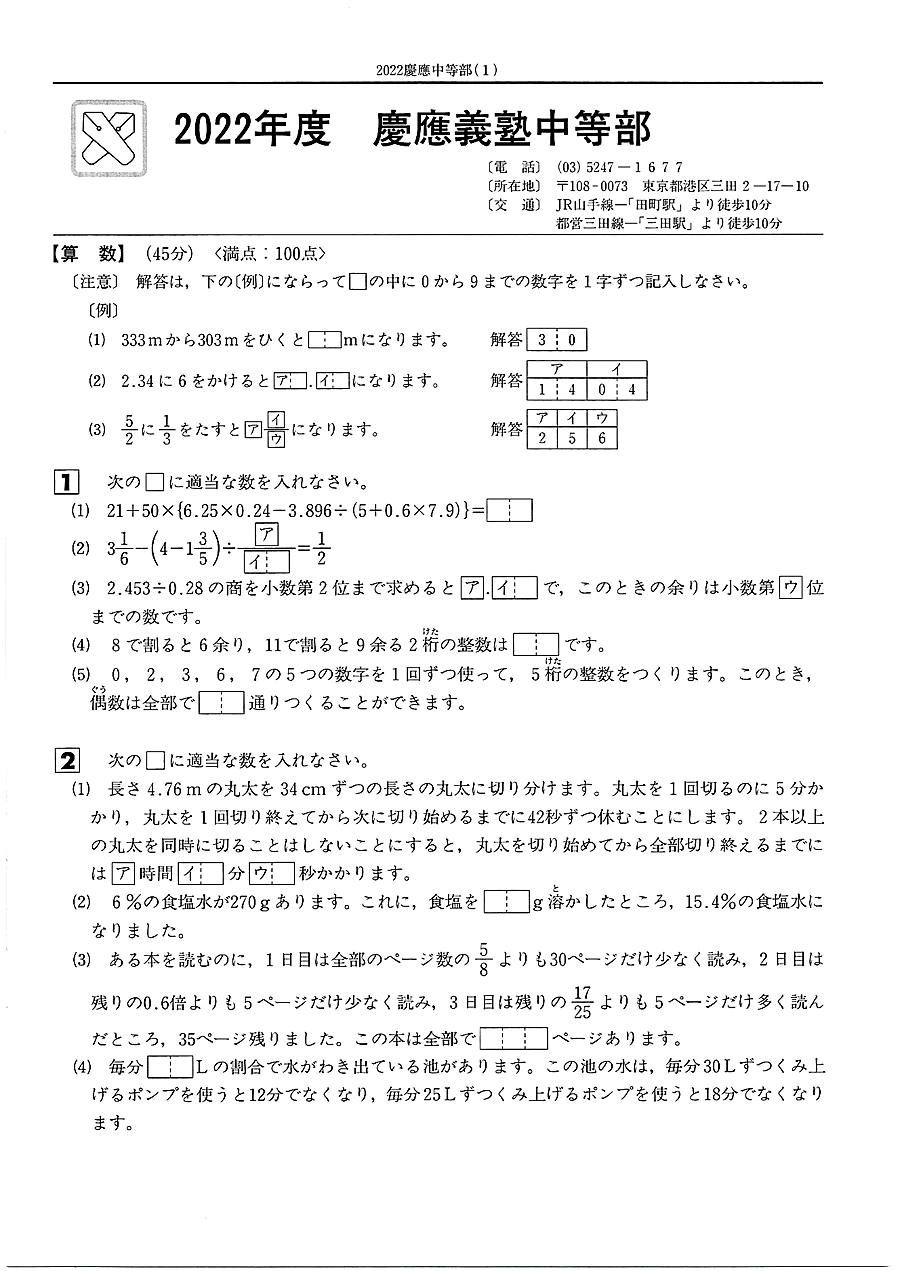 2022慶應中等部(1)
2022年度 慶應義塾中等部
〔電 話〕 (03) 5247－1677
〔所在地〕 〒108-0073 東京都港区三田2－17－10
〔交 通〕 JR山手線―「田町駅」より徒歩10分
都営三田線―「三田駅」より徒歩10分
【算 数】 (45分) 〈満点：100点〉
〔注意〕 解答は，下の〔例〕にならって□の中に0から9までの数字を1字ずつ記入しなさい。
〔例〕
(1) 333mから303mをひくと□mになります。 解答 3 0
(2) 2.34に6をかけるとア.イになります。 解答 ア イ 1 4 0 4
(3) 5/2に1/3をたすとア イ/ウになります。 解答 ア イ ウ 2 5 6
1 次の□に適当な数を入れなさい。
(1) 21＋50×{6.25×0.24－3.896÷(5＋0.6×7.9)}＝□
(2) 3 1/6－(4－1 3/5)÷ア/イ＝1/2
(3) 2.453÷0.28の商を小数第2位まで求めるとア.イで，このときの余りは小数第ウ位
までの数です。
(4) 8で割ると6余り，11で割ると9余る2桁の整数は□です。
けた
(5) 0，2，3，6，7の5つの数字を1回ずつ使って，5桁の整数をつくります。このとき，
けた
偶数は全部で□通りつくることができます。
ぐう
2 次の□に適当な数を入れなさい。
(1) 長さ4.76mの丸太を34cmずつの長さの丸太に切り分けます。丸太を1回切るのに5分か
かり，丸太を1回切り終えてから次に切り始めるまでに42秒ずつ休むことにします。2本以上
の丸太を同時に切ることはしないことにすると，丸太を切り始めてから全部切り終えるまでに
はア時間イ分ウ秒かかります。
(2) 6％の食塩水が270gあります。これに，食塩を□g溶かしたところ，15.4％の食塩水に
と
なりました。
(3) ある本を読むのに，1日目は全部のページ数の5/8よりも30ページだけ少なく読み，2日目は
残りの0.6倍よりも5ページだけ少なく読み，3日目は残りの17/25よりも5ページだけ多く読ん
だところ，35ページ残りました。この本は全部で□ページあります。
(4) 毎分□Lの割合で水がわき出ている池があります。この池の水は，毎分30Lずつくみ上
げるポンプを使うと12分でなくなり，毎分25Lずつくみ上げるポンプを使うと18分でなくなり
ます。